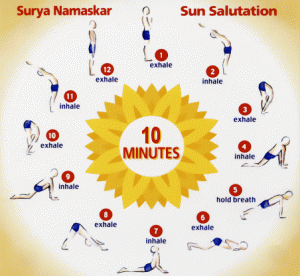 Surya Namaskar
Sun Salutation
1
exhale
2
inhale
3
exhale
4
inhale
5
hold breath
6
exhale
7
inhale
8
exhale
9
inhale
10
exhale
11
inhale
12
exhale
10
MINUTES